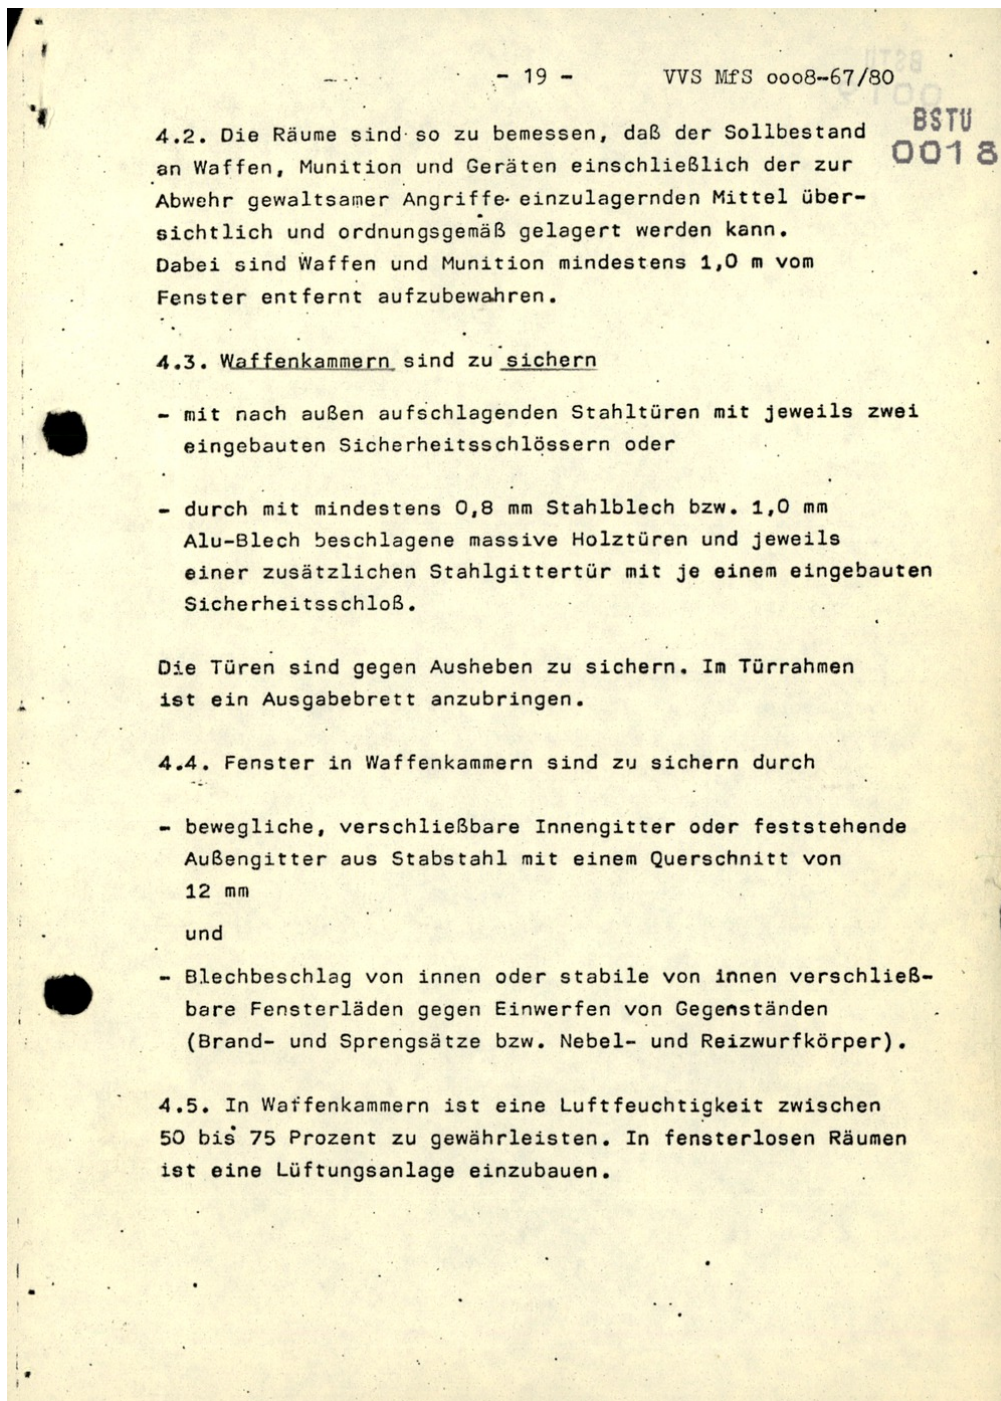 - 19 -
VVS MfS ooo8-67/80
BSTU
0018
4.2. Die Räume sind so zu bemessen, daß der Sollbestand
an Waffen, Munition und Geräten einschließlich der zur
Abwehr gewaltsamer Angriffe einzulagernden Mittel über-
sichtlich und ordnungsgemäß gelagert werden kann.
Dabei sind Waffen und Munition mindestens 1,0 m vom
Fenster entfernt aufzubewahren.
4.3. Waffenkammern sind zu sichern
- mit nach außen aufschlagenden Stahltüren mit jeweils zwei
eingebauten Sicherheitsschlössern oder
- durch mit mindestens 0,8 mm Stahlblech bzw. 1,0 mm
Alu-Blech beschlagene massive Holztüren und jeweils
einer zusätzlichen Stahlgittertür mit je einem eingebauten
Sicherheitsschloß.
Die Türen sind gegen Ausheben zu sichern. Im Türrahmen
ist ein Ausgabebrett anzubringen.
4.4. Fenster in Waffenkammern sind zu sichern durch
- bewegliche, verschließbare Innengitter oder feststehende
Außengitter aus Stabstahl mit einem Querschnitt von
12 mm
und
- Blechbeschlag von innen oder stabile von innen verschließ-
bare Fensterläden gegen Einwerfen von Gegenständen
(Brand- und Sprengsätze bzw. Nebel- und Reizwurfkörper).
4.5. In Waffenkammern ist eine Luftfeuchtigkeit zwischen
50 bis 75 Prozent zu gewährleisten. In fensterlosen Räumen
ist eine Lüftungsanlage einzubauen.